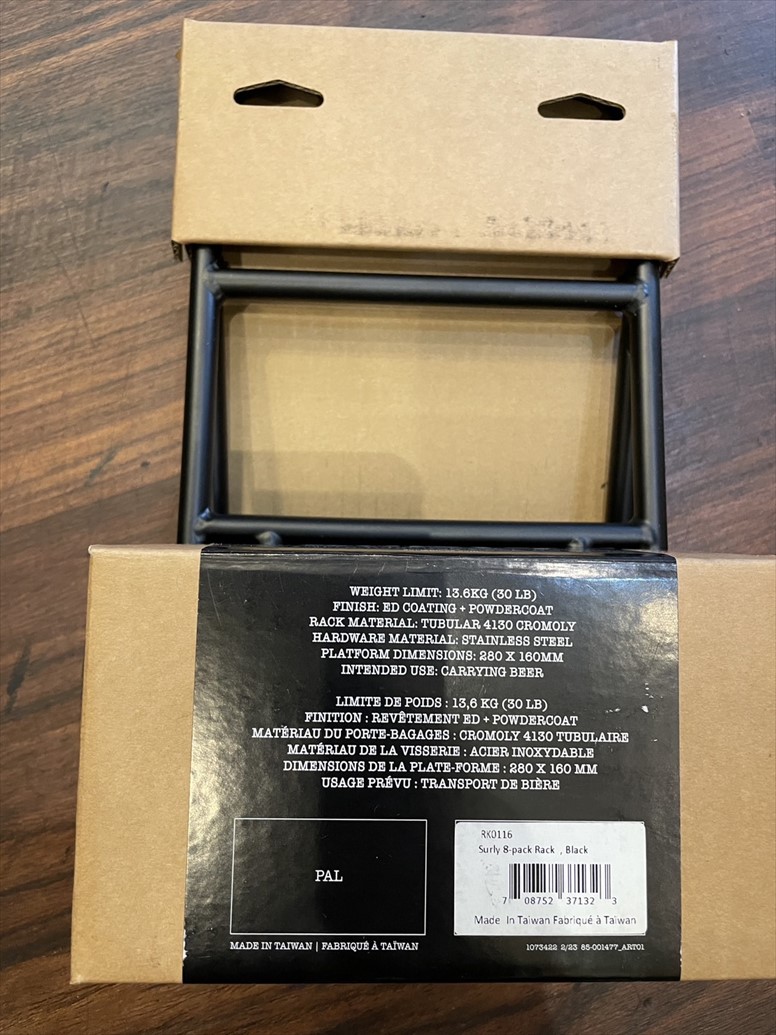 WEIGHT LIMIT: 13.6KG (30 LB)
FINISH: ED COATING + POWDERCOAT
RACK MATERIAL: TUBULAR 4130 CROMOLY
HARDWARE MATERIAL: STAINLESS STEEL
PLATFORM DIMENSIONS: 280 X 160MM
INTENDED USE: CARRYING BEER
LIMITE DE POIDS : 13,6 KG (30 LB)
FINITION : REVÊTEMENT ED + POWDERCOAT
MATÉRIAU DU PORTE-BAGAGES : CROMOLY 4130 TUBULAIRE
MATÉRIAU DE LA VISSERIE : ACIER INOXYDABLE
DIMENSIONS DE LA PLATE-FORME : 280 X 160 MM
USAGE PRÉVU : TRANSPORT DE BIÈRE
PAL
MADE IN TAIWAN | FABRIQUÉ À TAÏWAN
RK0116
Surly 8-pack Rack , Black
7 08752 37132 3
Made In Taiwan Fabriqué à Taïwan
1073422 2/23 85-001477_ART01